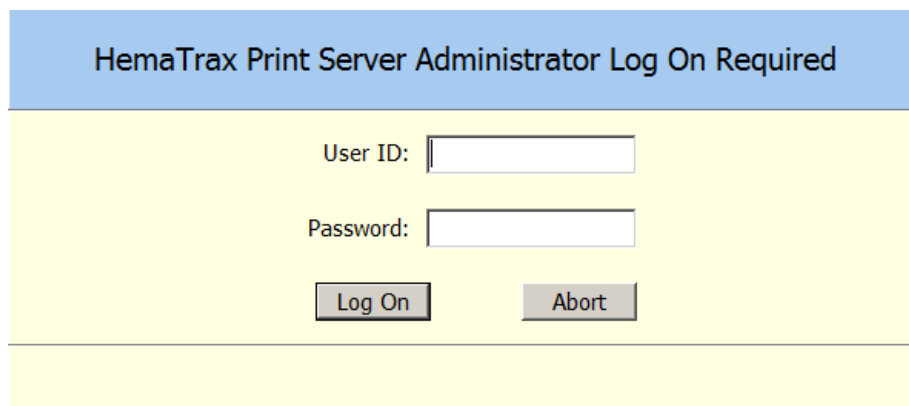 HemaTrax Print Server Administrator Log On Required
User ID:
Password:
Log On Abort